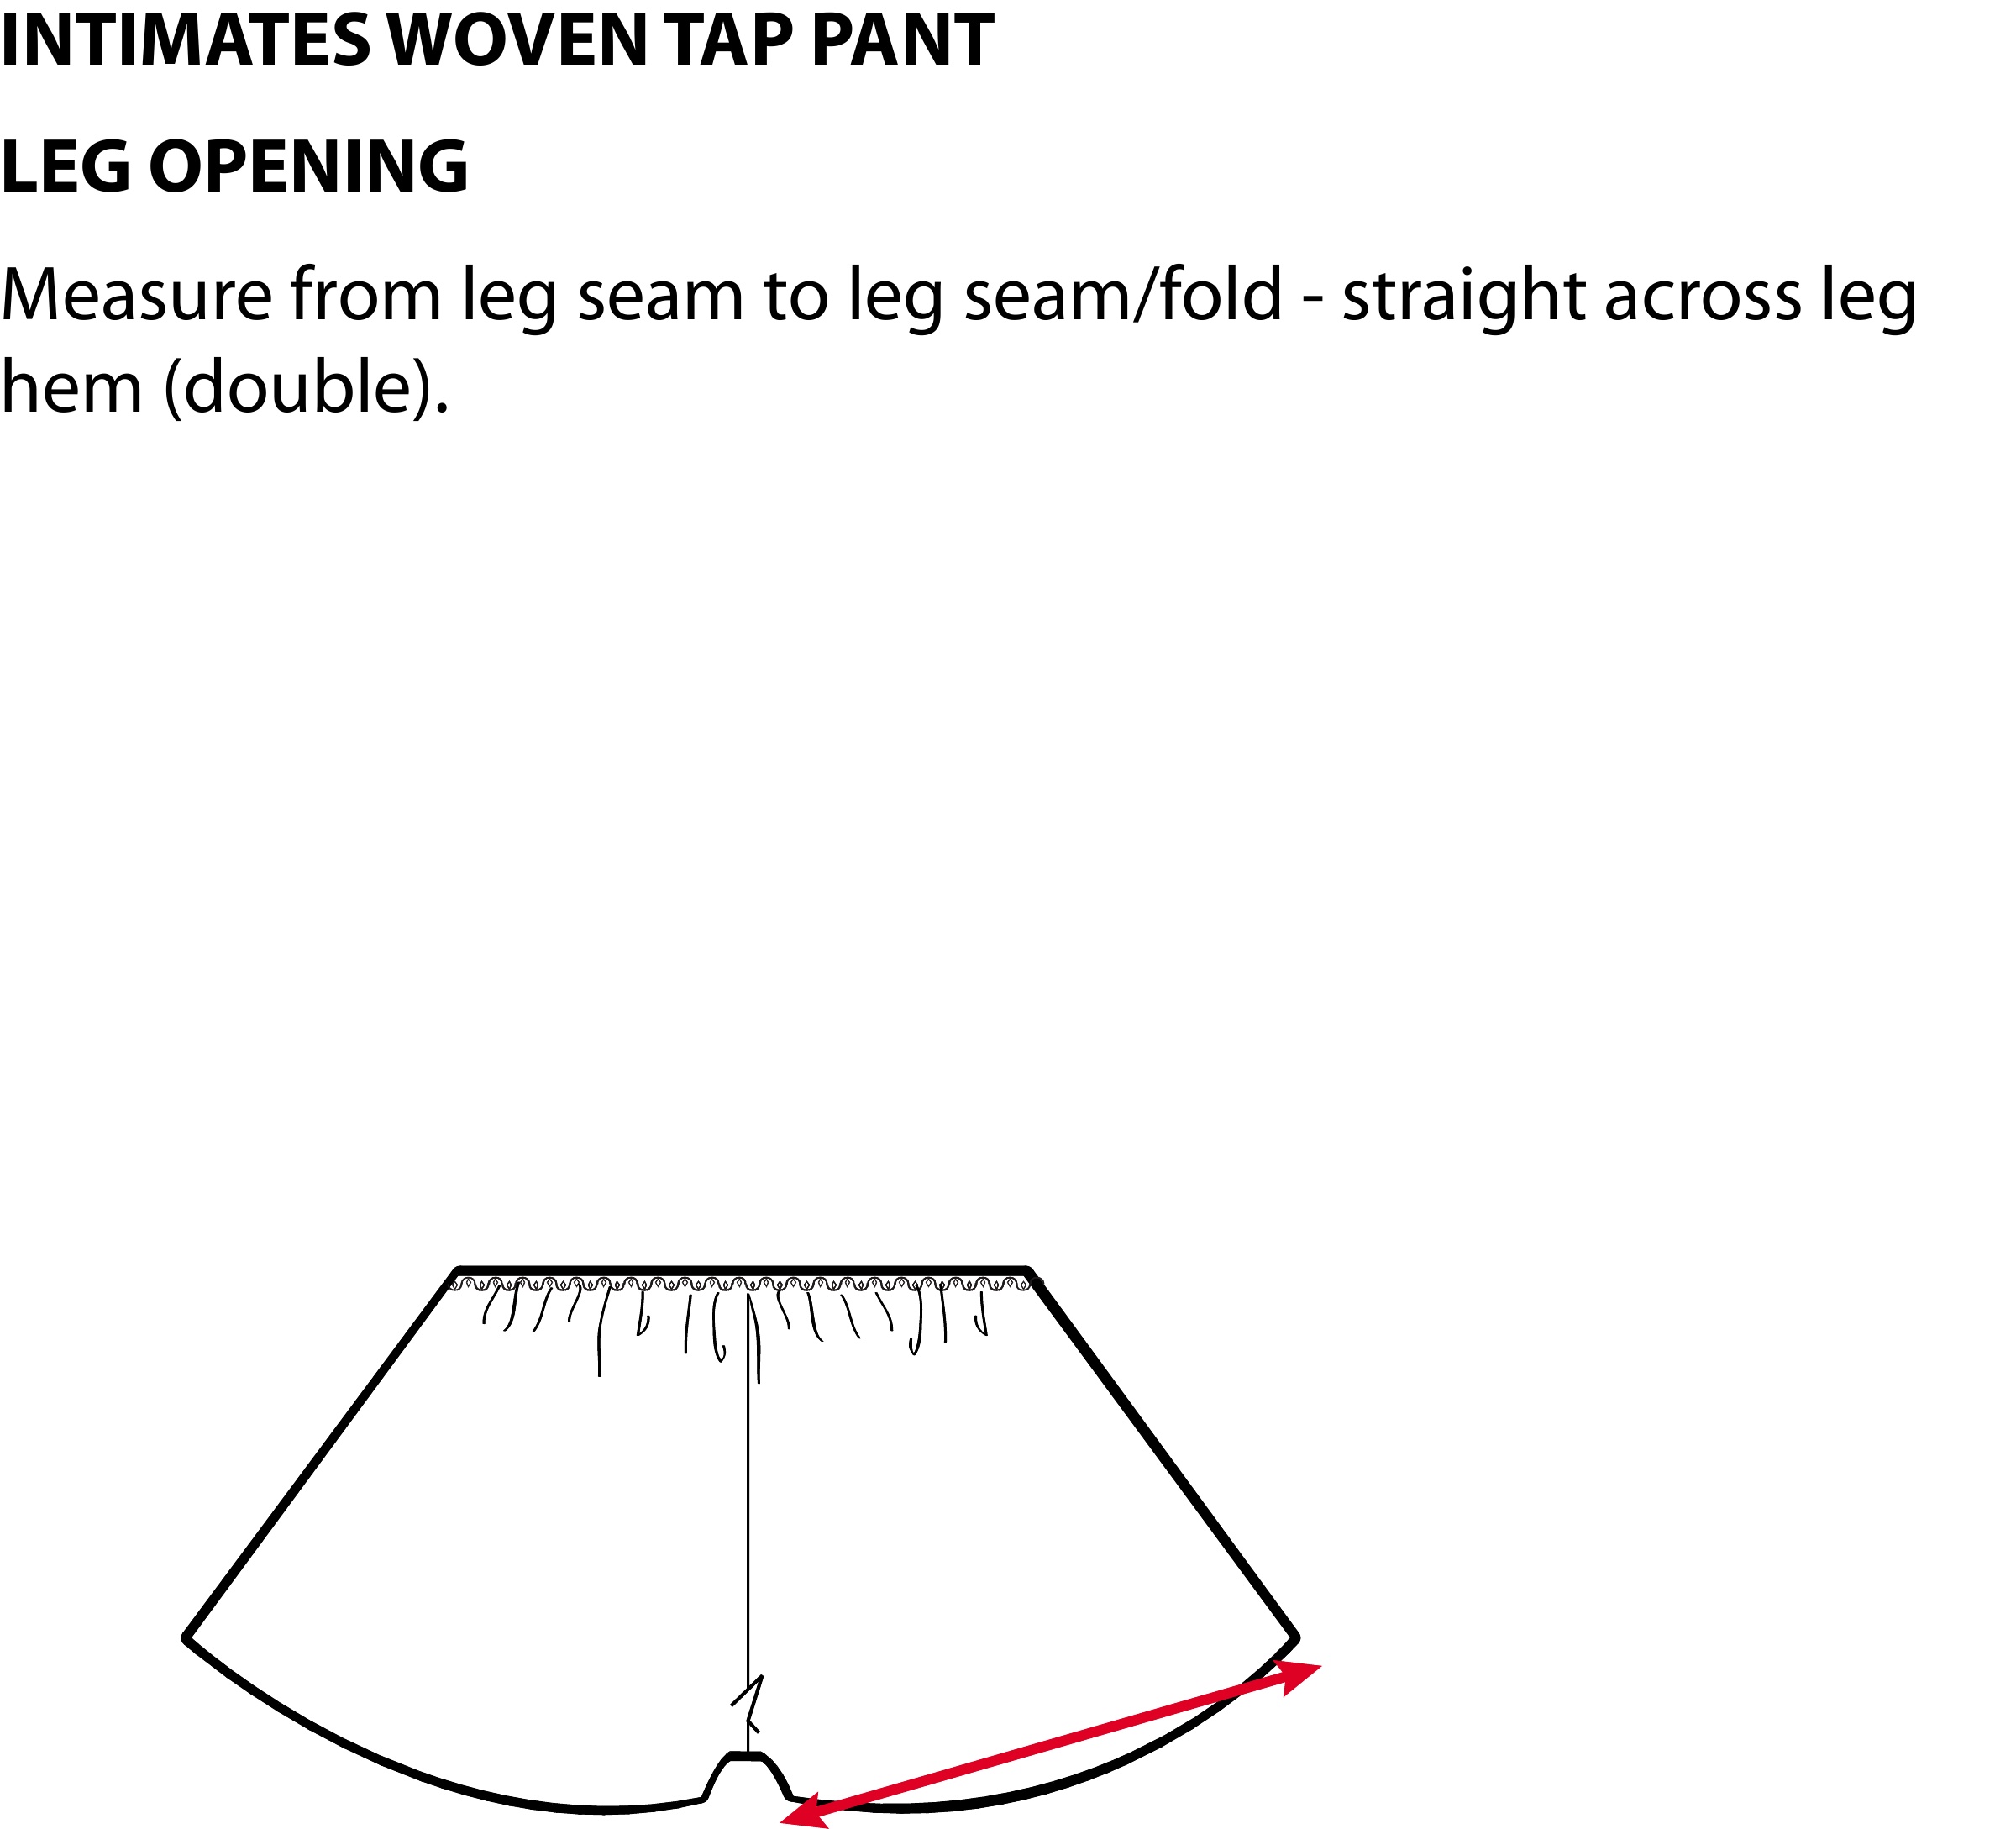 INTIMATES WOVEN TAP PANT
LEG OPENING
Measure from leg seam to leg seam/fold - straight across leg
hem (double).